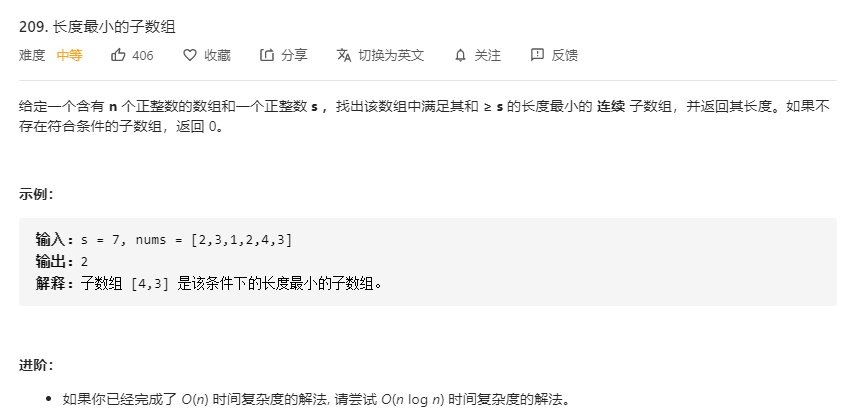 209. 长度最小的子数组
难度 中等 406 收藏 分享 切换为英文 关注 反馈
给定一个含有 n 个正整数的数组和一个正整数 s ，找出该数组中满足其和 ≥ s 的长度最小的 连续 子数组，并返回其长度。如果不
存在符合条件的子数组，返回 0。
示例：
输入：s = 7, nums = [2,3,1,2,4,3]
输出：2
解释：子数组 [4,3] 是该条件下的长度最小的子数组。
进阶：
• 如果你已经完成了 O(n) 时间复杂度的解法, 请尝试 O(n log n) 时间复杂度的解法。